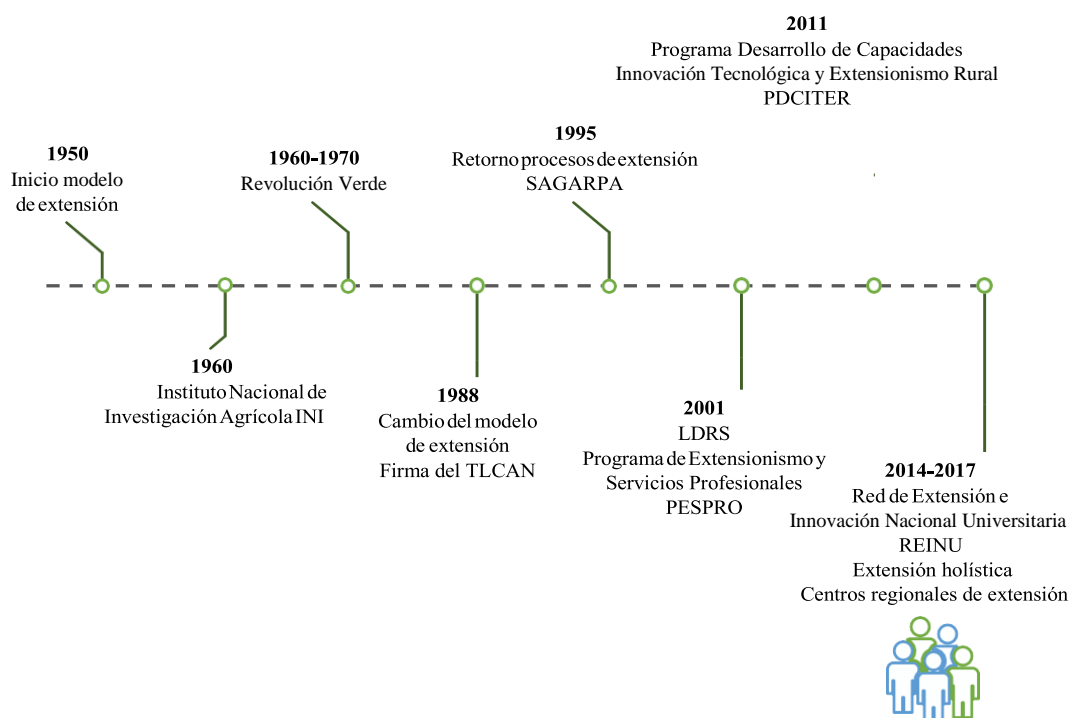 1950
Inicio modelo
de extensión
1960
Instituto Nacional de
Investigación Agrícola INI
1960-1970
Revolución Verde
1988
Cambio del modelo
de extensión
Firma del TLCAN
1995
Retorno procesos de extensión
SAGARPA
2001
LDRS
Programa de Extensionismo y
Servicios Profesionales
PESPRO
2011
Programa Desarrollo de Capacidades
Innovación Tecnológica y Extensionismo Rural
PDCITER
2014-2017
Red de Extensión e
Innovación Nacional Universitaria
REINU
Extensión holística
Centros regionales de extensión